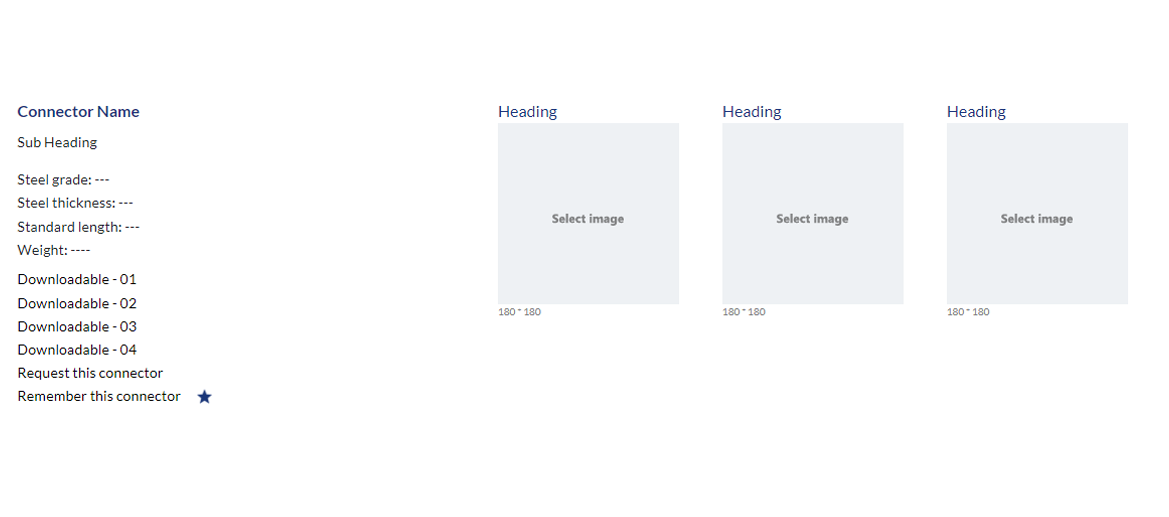 Connector Name
Sub Heading
Steel grade: ---
Steel thickness: ---
Standard length: ---
Weight: ----
Downloadable - 01
Downloadable - 02
Downloadable - 03
Downloadable - 04
Request this connector
Remember this connector
Heading
Select image
180 * 180
Heading
Select image
180 * 180
Heading
Select image
180 * 180